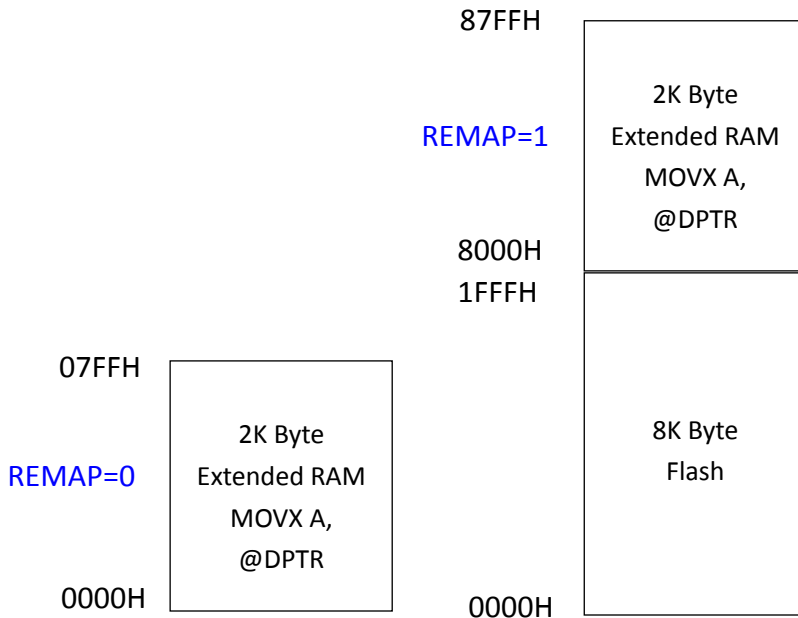 87FFH
REMAP=1
2K Byte
Extended RAM
MOVX A,
@DPTR
8000H
1FFFH
07FFH
REMAP=0
2K Byte
Extended RAM
MOVX A,
@DPTR
0000H
8K Byte
Flash
0000H